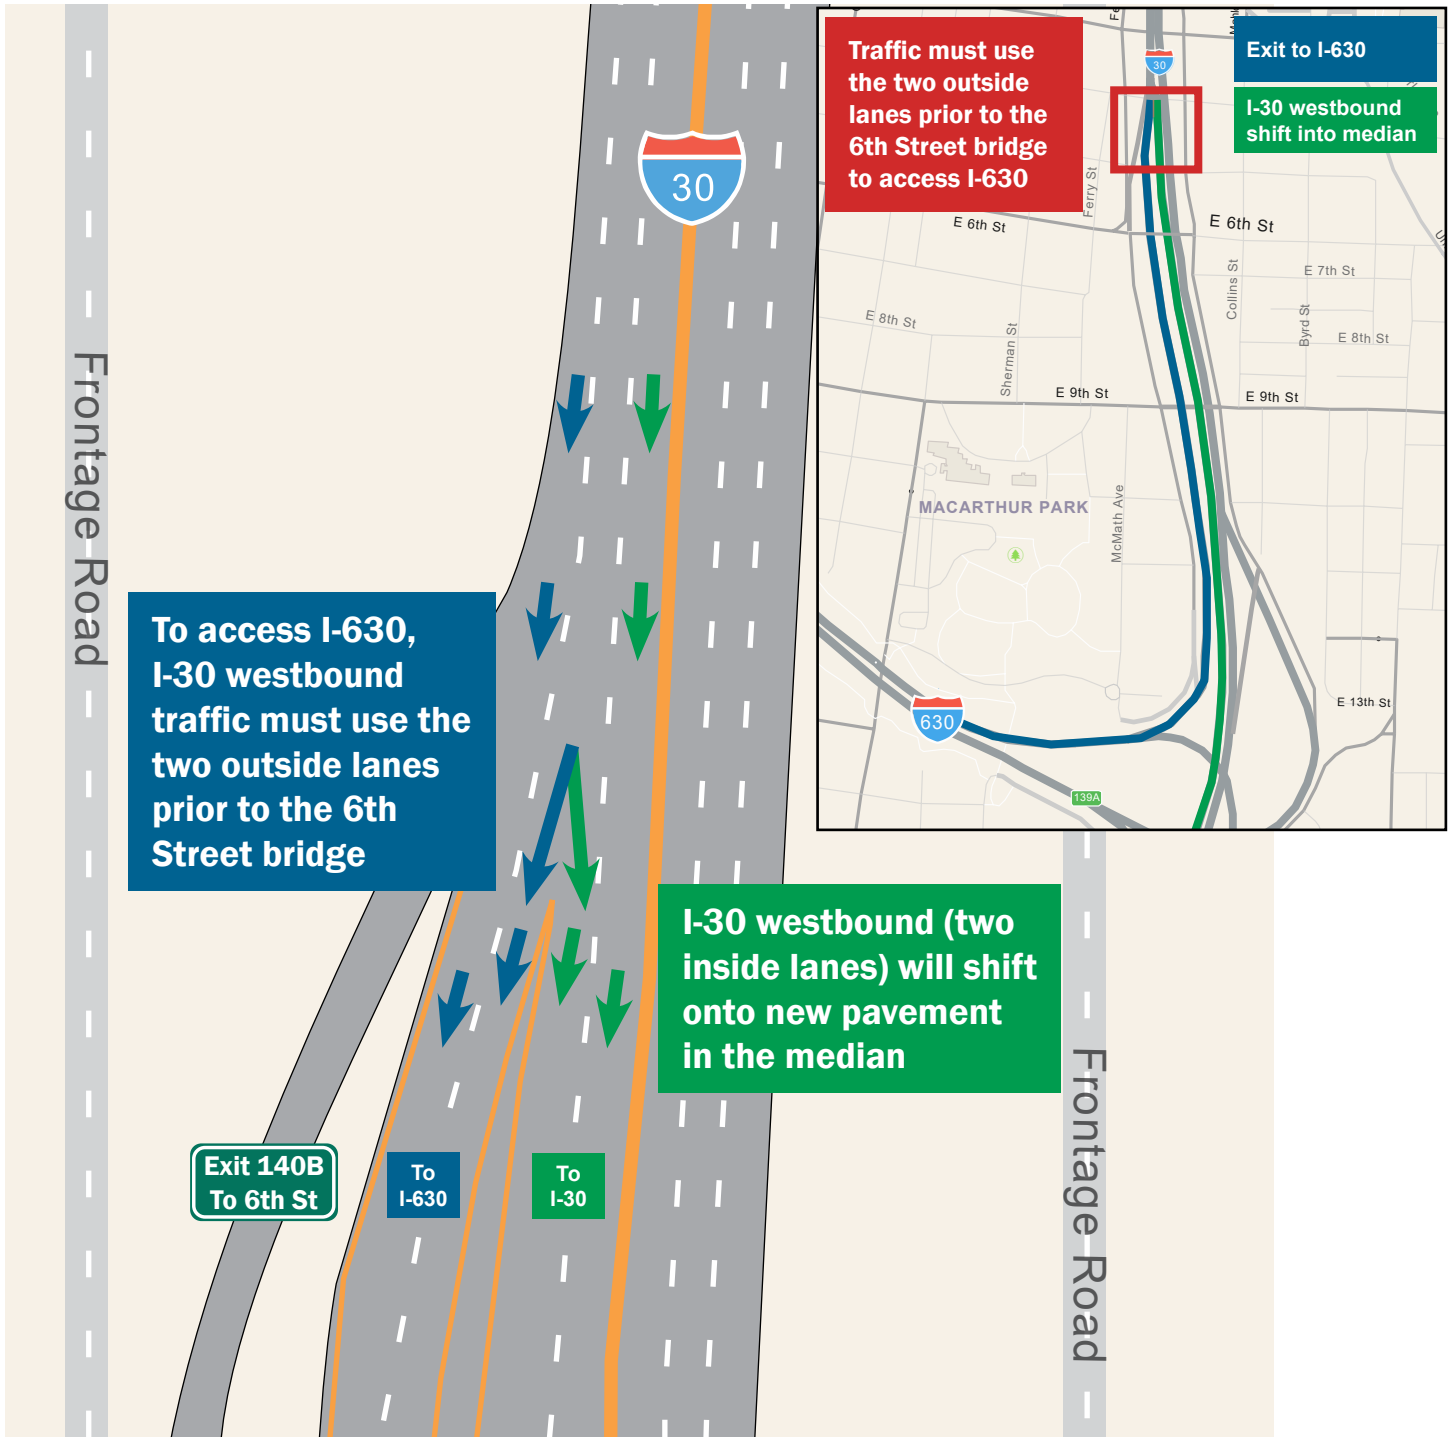 Frontage Road
30
To access I-630,
I-30 westbound
traffic must use the
two outside lanes
prior to the 6th
Street bridge
I-30 westbound (two
inside lanes) will shift
onto new pavement
in the median
Exit 140B
To 6th St
To
I-630
To
I-30
Frontage Road
Traffic must use
the two outside
lanes prior to the
6th Street bridge
to access I-630
Exit to I-630
I-30 westbound
shift into median
30
Ferry St
E 6th St
E 6th St
Collins St
E 7th St
Byrd St
E 8th St
Sherman St
E 8th St
E 9th St
E 9th St
MACARTHUR PARK
McMath Ave
E 13th St
630
139A